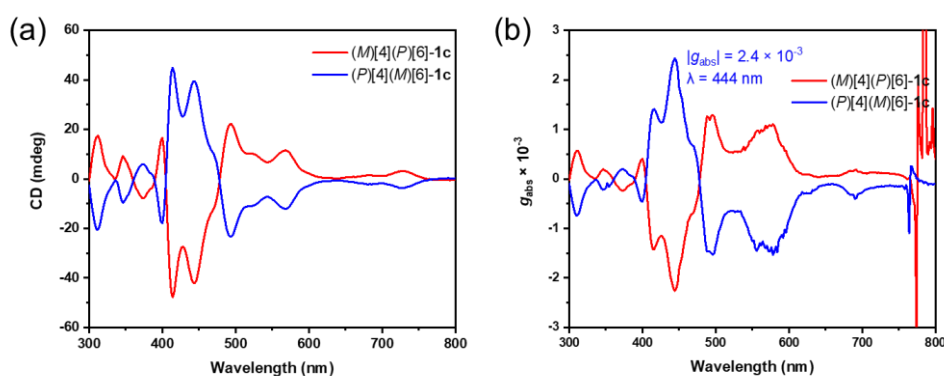 (a)
CD (mdeg)
60
40
20
0
-20
-40
-60
300 400 500 600 700 800
Wavelength (nm)
(M)[4](P)[6]-1c
(P)[4](M)[6]-1c
(b)
gabs × 10-3
3
2
1
0
-1
-2
-3
300 400 500 600 700 800
Wavelength (nm)
|gabs| = 2.4 × 10-3
λ = 444 nm
(M)[4](P)[6]-1c
(P)[4](M)[6]-1c